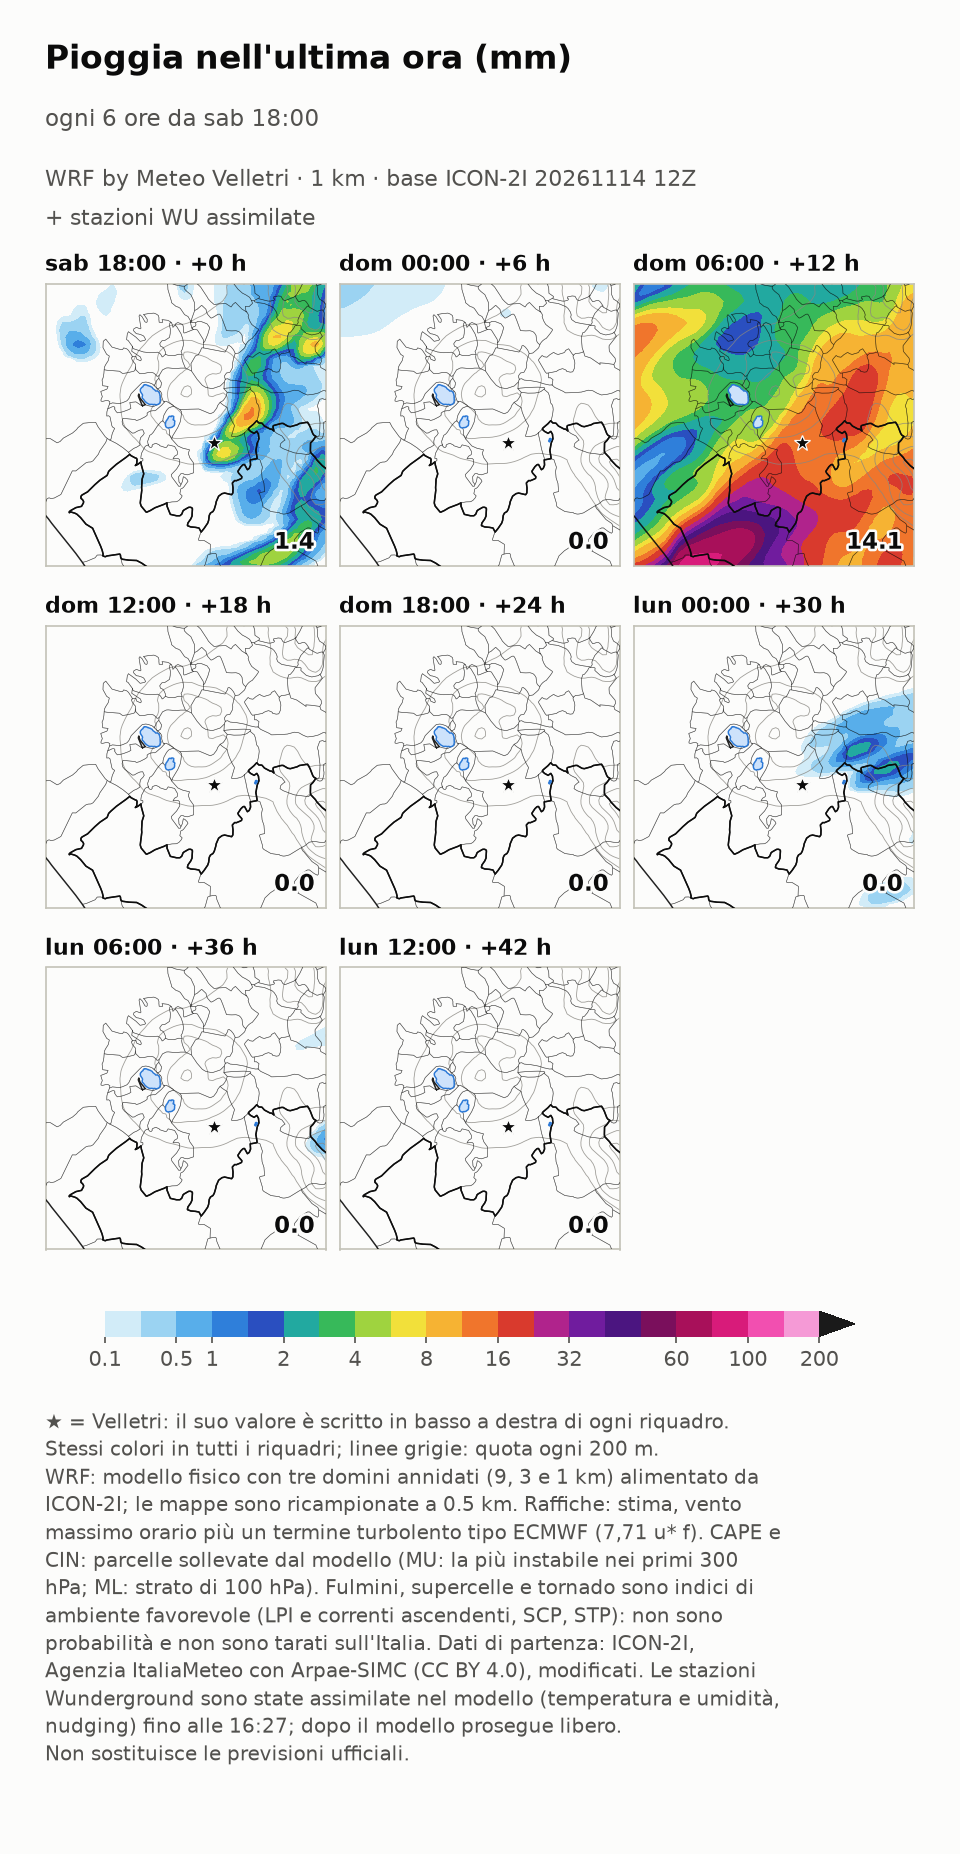 Pioggia nell'ultima ora (mm)
ogni 6 ore da sab 18:00
WRF by Meteo Velletri · 1 km · base ICON-2I 20261114 12Z
+ stazioni WU assimilate
sab 18:00 · +0 h
dom 00:00 · +6 h
dom 06:00 · +12 h
1.4
0.0
14.1
dom 12:00 · +18 h
dom 18:00 · +24 h
lun 00:00 · +30 h
0.0
0.0
0.0
lun 06:00 · +36 h
lun 12:00 · +42 h
0.0
0.0
0.1 0.5 1 2 4 8 16 32 60 100 200
★ = Velletri: il suo valore è scritto in basso a destra di ogni riquadro.
Stessi colori in tutti i riquadri; linee grigie: quota ogni 200 m.
WRF: modello fisico con tre domini annidati (9, 3 e 1 km) alimentato da
ICON-2I; le mappe sono ricampionate a 0.5 km. Raffiche: stima, vento
massimo orario più un termine turbolento tipo ECMWF (7,71 u* f). CAPE e
CIN: parcelle sollevate dal modello (MU: la più instabile nei primi 300
hPa; ML: strato di 100 hPa). Fulmini, supercelle e tornado sono indici di
ambiente favorevole (LPI e correnti ascendenti, SCP, STP): non sono
probabilità e non sono tarati sull'Italia. Dati di partenza: ICON-2I,
Agenzia ItaliaMeteo con Arpae-SIMC (CC BY 4.0), modificati. Le stazioni
Wunderground sono state assimilate nel modello (temperatura e umidità,
nudging) fino alle 16:27; dopo il modello prosegue libero.
Non sostituisce le previsioni ufficiali.